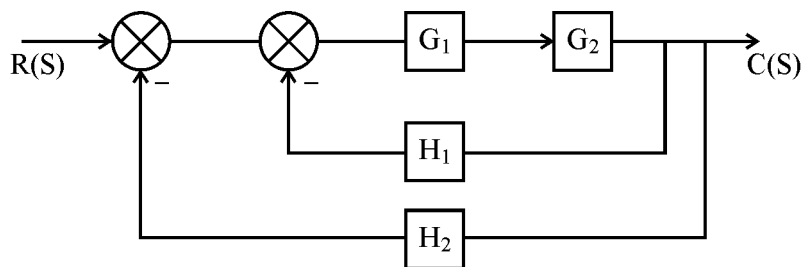 G₁
G₂
R(S)
C(S)
–
–
H₁
H₂